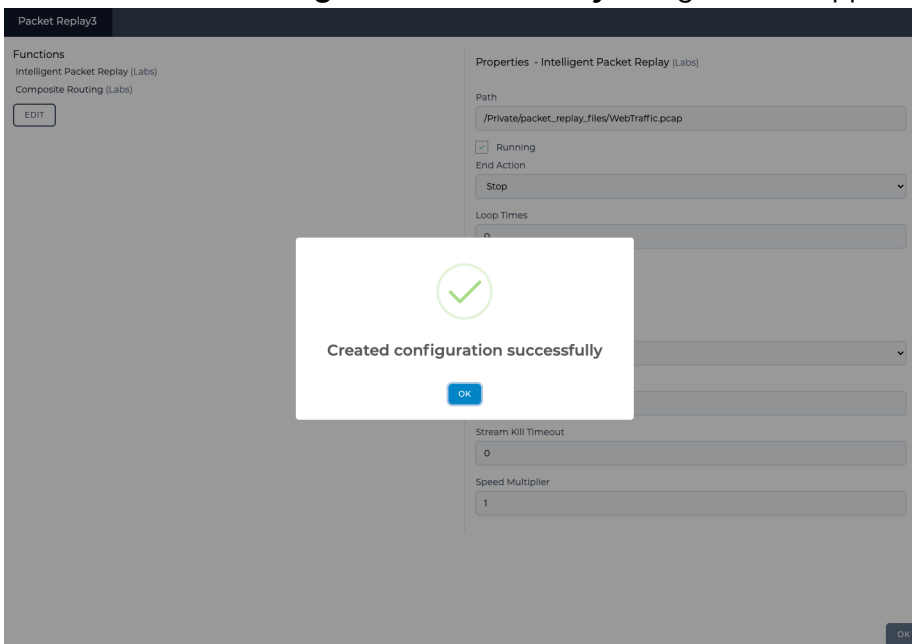 Packet Replay3
Functions
Intelligent Packet Replay (Labs)
Composite Routing (Labs)
EDIT
Properties - Intelligent Packet Replay (Labs)
Path
/Private/packet_replay_files/WebTraffic.pcap
Running
End Action
Stop
Loop Times
Created configuration successfully
OK
Stream Kill Timeout
0
Speed Multiplier
1
OK